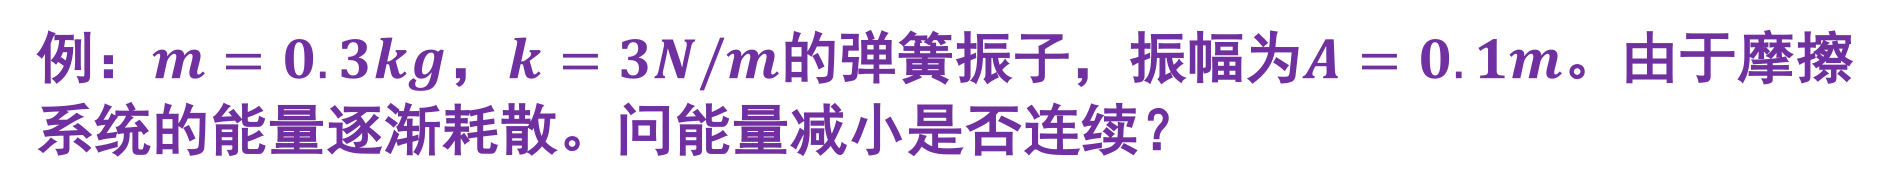 例：m = 0.3kg，k = 3N/m的弹簧振子，振幅为A = 0.1m。由于摩擦
系统的能量逐渐耗散。问能量减小是否连续？